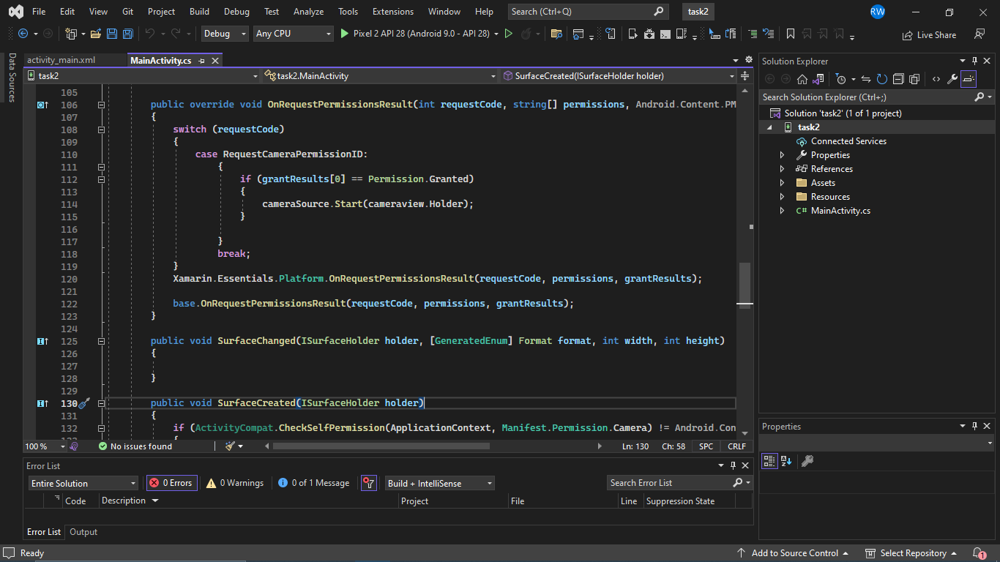 File Edit View Git Project Build Debug Test Analyze Tools Extensions Window Help Search (Ctrl+Q) task2 RW
Debug Any CPU Pixel 2 API 28 (Android 9.0 - API 28) Live Share
Data Sources
activity_main.xml MainActivity.cs
task2 task2.MainActivity SurfaceCreated(ISurfaceHolder holder)
105
106 public override void OnRequestPermissionsResult(int requestCode, string[] permissions, Android.Content.PM
107 {
108 switch (requestCode)
109 {
110 case RequestCameraPermissionID:
111 {
112 if (grantResults[0] == Permission.Granted)
113 {
114 cameraSource.Start(cameraview.Holder);
115 }
116
117 }
118 break;
119 }
120 Xamarin.Essentials.Platform.OnRequestPermissionsResult(requestCode, permissions, grantResults);
121
122 base.OnRequestPermissionsResult(requestCode, permissions, grantResults);
123 }
124
125 public void SurfaceChanged(ISurfaceHolder holder, [GeneratedEnum] Format format, int width, int height)
126 {
127
128 }
129
130 public void SurfaceCreated(ISurfaceHolder holder)
131 {
132 if (ActivityCompat.CheckSelfPermission(ApplicationContext, Manifest.Permission.Camera) != Android.Con
100 % No issues found Ln: 130 Ch: 58 SPC CRLF
Error List
Entire Solution 0 Errors 0 Warnings 0 of 1 Message Build + IntelliSense Search Error List
Code Description Project File Line Suppression State
Error List Output
Solution Explorer
Search Solution Explorer (Ctrl+;)
Solution 'task2' (1 of 1 project)
task2
Connected Services
Properties
References
Assets
Resources
C# MainActivity.cs
Properties
Ready Add to Source Control Select Repository 1